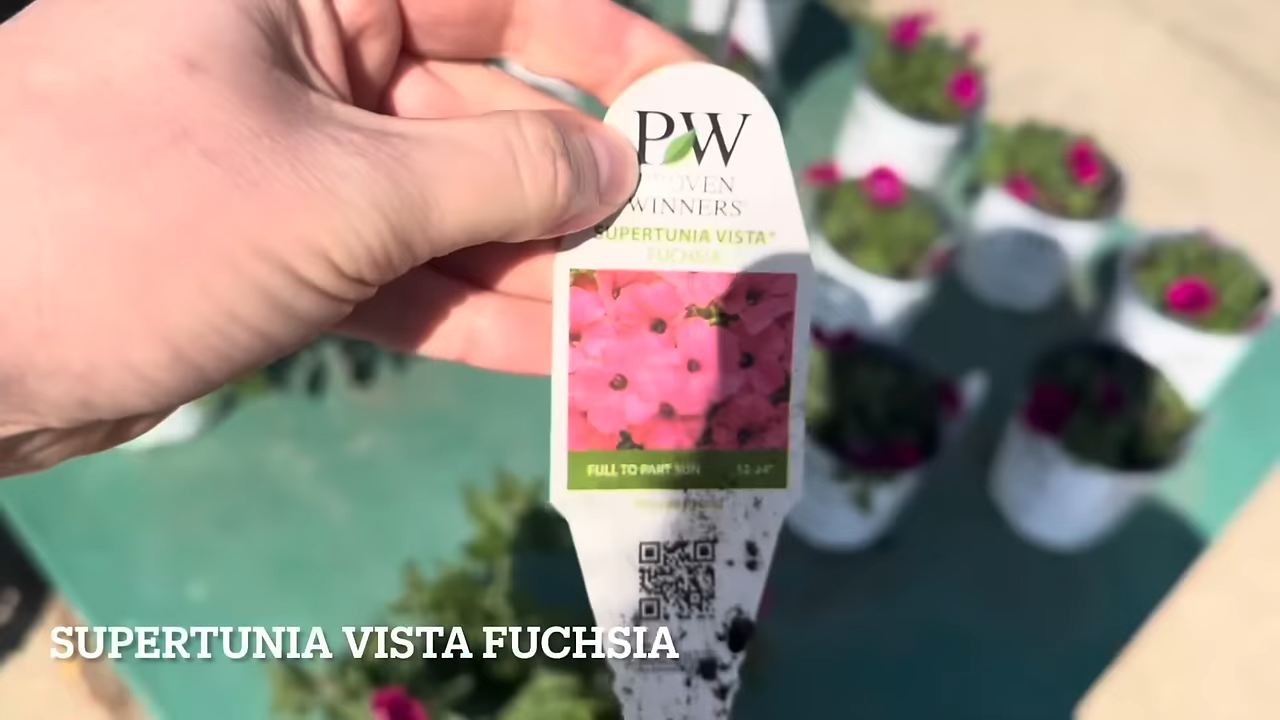 PW
PROVEN
WINNERS®
SUPERTUNIA VISTA®
FUCHSIA
FULL TO PART SUN
SUPERTUNIA VISTA FUCHSIA